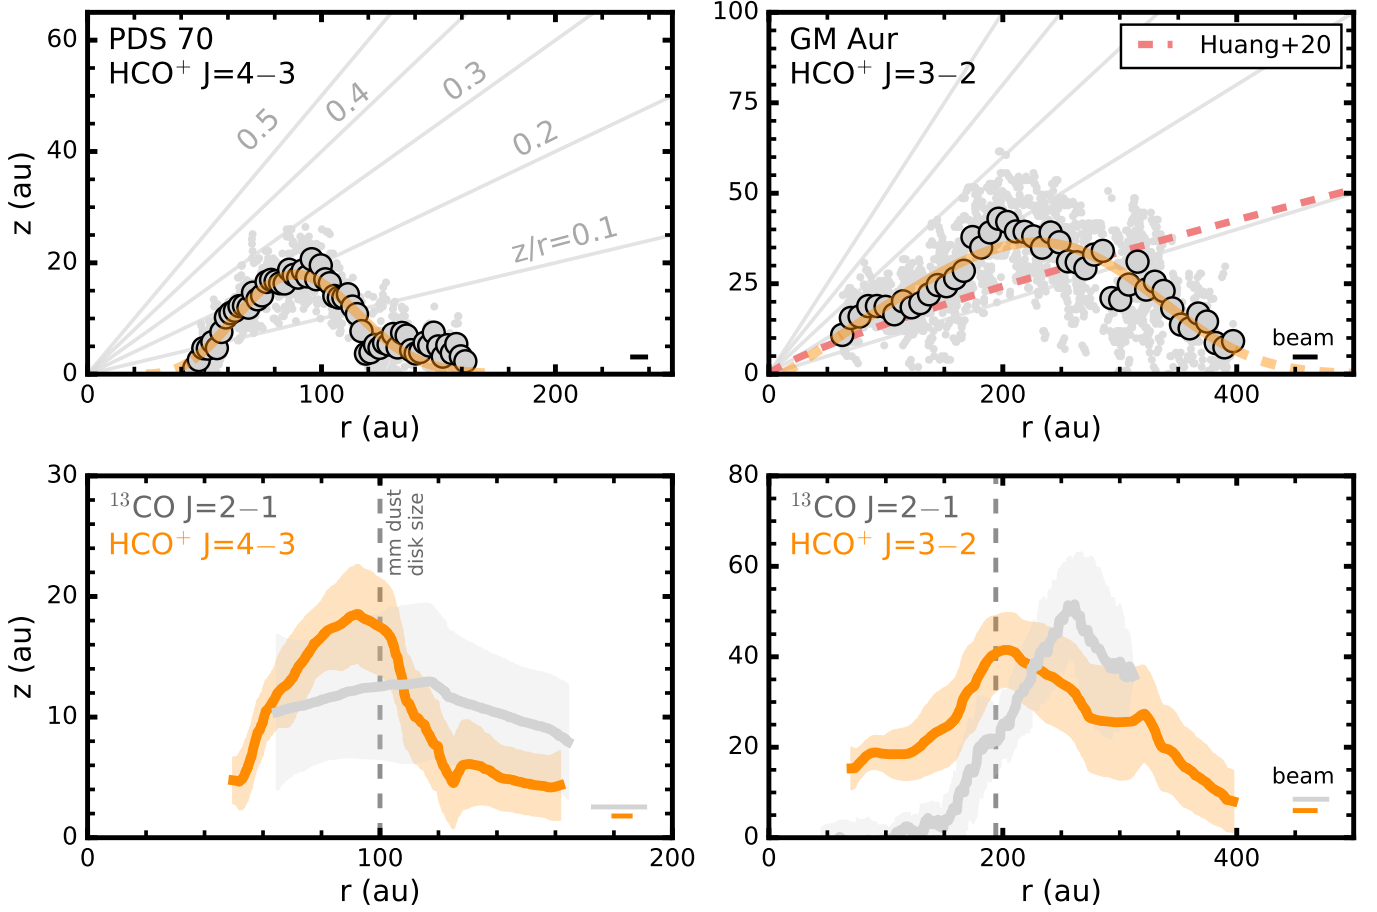 PDS 70
HCO⁺ J=4−3
0.5
0.4
0.3
0.2
z/r=0.1
60
40
20
0
z (au)
0
100
200
r (au)
GM Aur
HCO⁺ J=3−2
Huang+20
beam
100
75
50
25
0
0
200
400
r (au)
¹³CO J=2−1
HCO⁺ J=4−3
mm dust
disk size
30
20
10
0
z (au)
0
100
200
r (au)
¹³CO J=2−1
HCO⁺ J=3−2
beam
80
60
40
20
0
0
200
400
r (au)